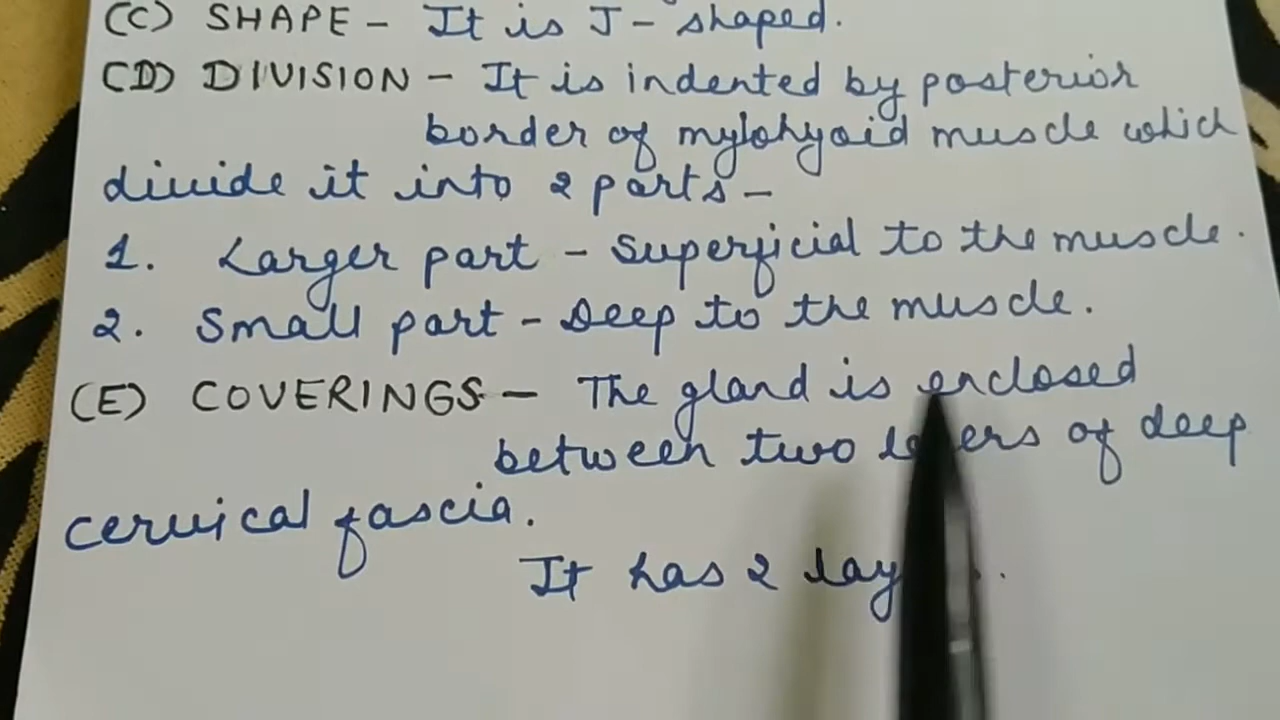 (C) SHAPE - It is J- shaped.
(D) DIVISION - It is indented by posterior
border of mylohyoid muscle which
divide it into 2 parts -
1. Larger part - Superficial to the muscle.
2. Small part - Deep to the muscle.
(E) COVERINGS - The gland is enclosed
between two layers of deep
cervical fascia.
It has 2